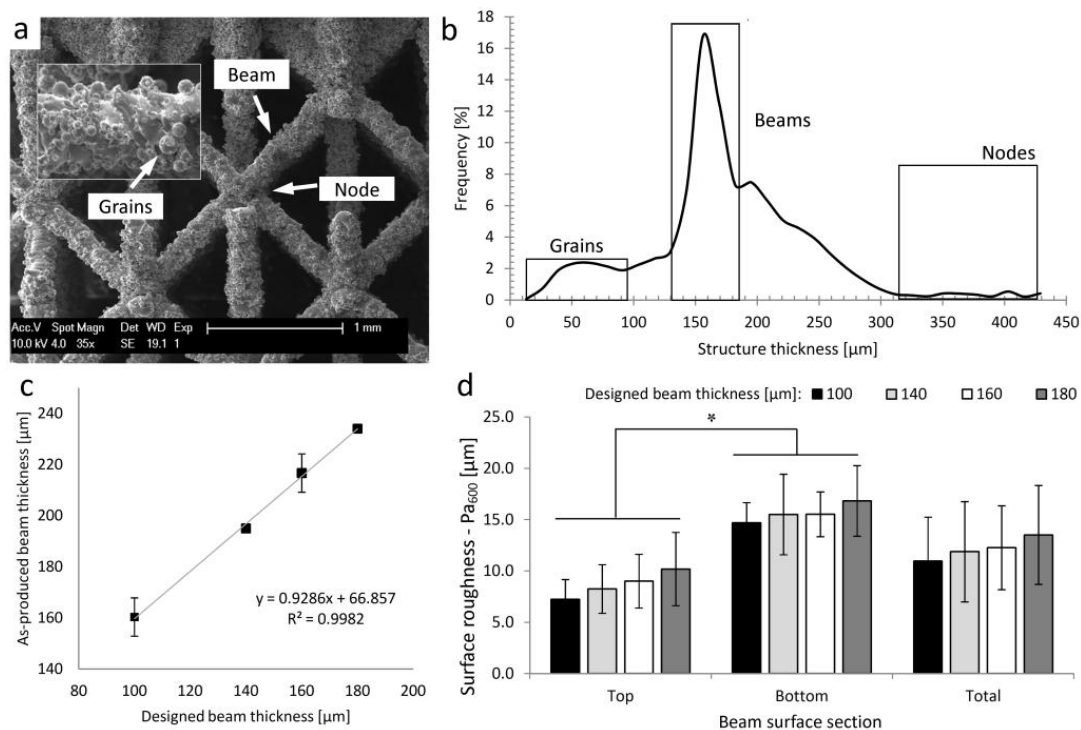 a
Beam
Node
Grains
Acc.V Spot Magn Det WD Exp
10.0 kV 4.0 35x SE 19.1 1
1 mm
b
Frequency [%]
18
16
14
12
10
8
6
4
2
0
Grains
Beams
Nodes
0 50 100 150 200 250 300 350 400 450
Structure thickness [µm]
c
As-produced beam thickness [µm]
240
220
200
180
160
140
y = 0.9286x + 66.857
R² = 0.9982
80 100 120 140 160 180 200
Designed beam thickness [µm]
d
Designed beam thickness [µm]: 100 140 160 180
Surface roughness - Pa₆₀₀ [µm]
25.0
20.0
15.0
10.0
5.0
0.0
*
Top Bottom Total
Beam surface section